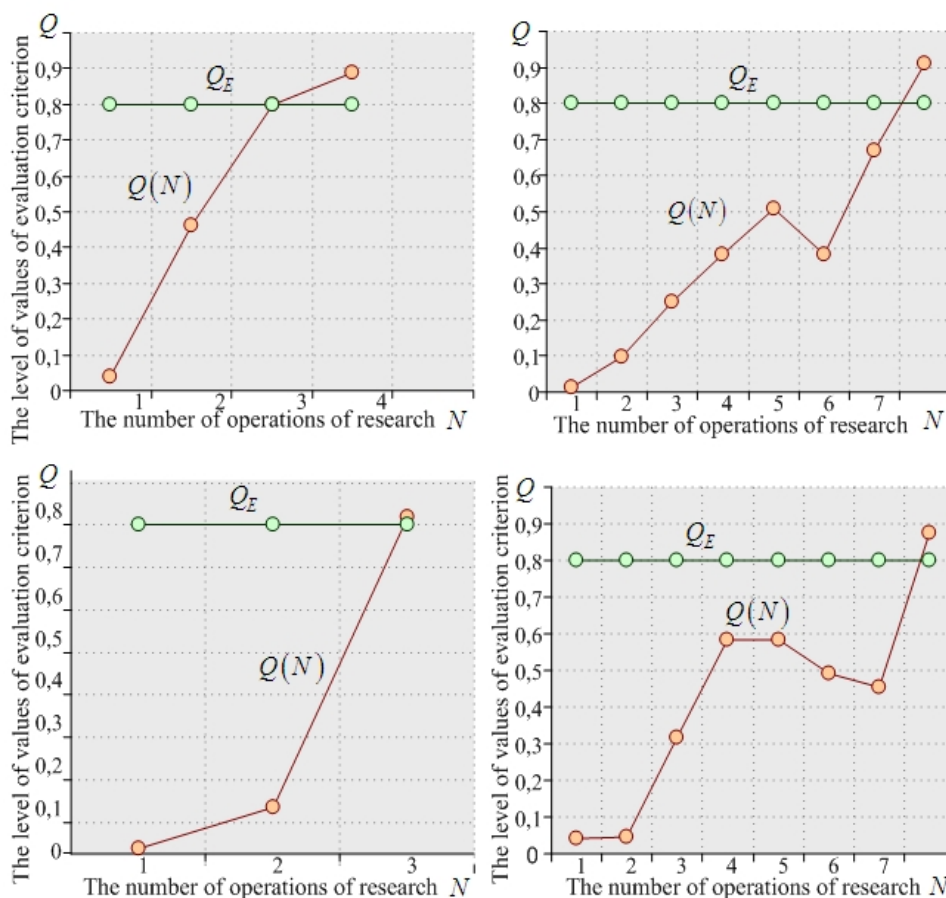 Q
The level of values of evaluation criterion
0,9
0,8
0,7
0,6
0,5
0,4
0,3
0,2
0,1
0
Q_E
Q(N)
1 2 3 4
The number of operations of research N
Q
0,9
0,8
0,7
0,6
0,5
0,4
0,3
0,2
0,1
0
Q_E
Q(N)
1 2 3 4 5 6 7
The number of operations of research N
Q
The level of values of evaluation criterion
0,8
0,7
0,6
0,5
0,4
0,3
0,2
0,1
0
Q_E
Q(N)
1 2 3
The number of operations of research N
Q
The level of values of evaluation criterion
0,9
0,8
0,7
0,6
0,5
0,4
0,3
0,2
0,1
0
Q_E
Q(N)
1 2 3 4 5 6 7
The number of operations of research N